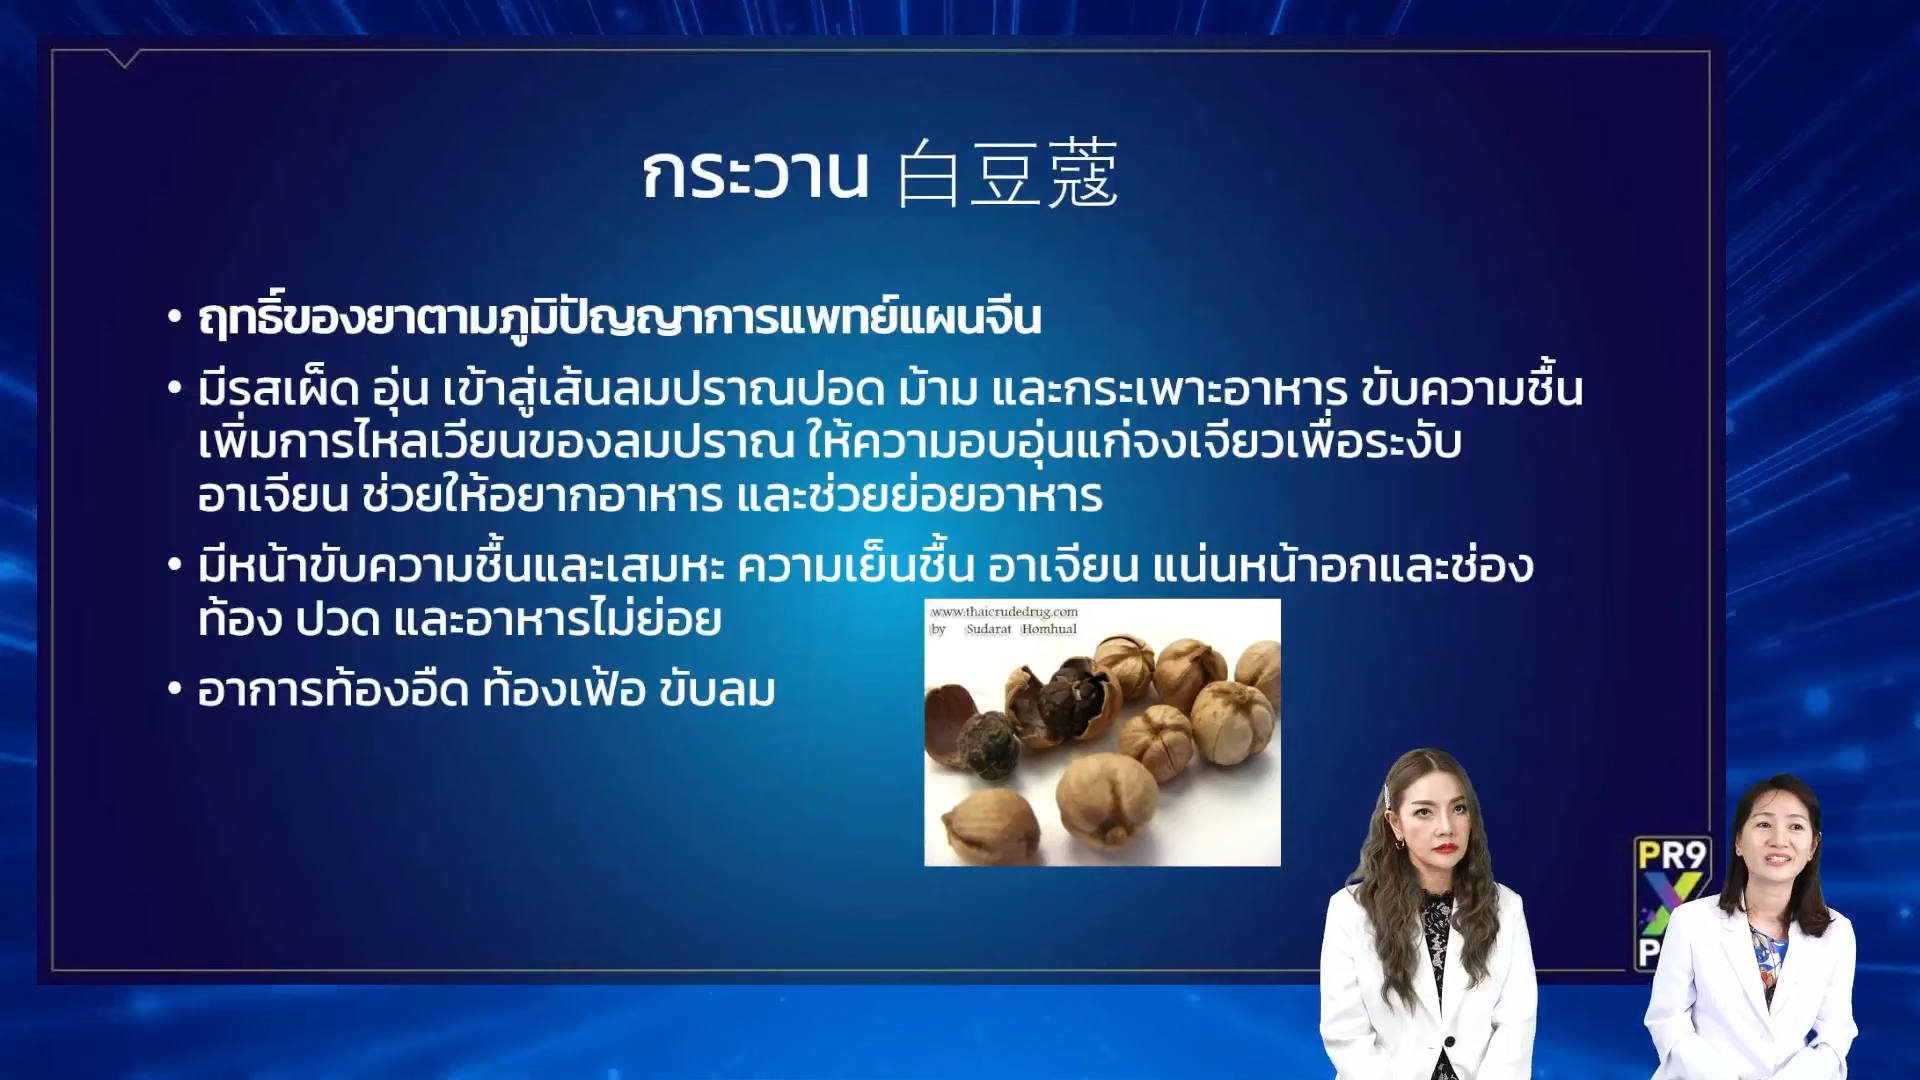 กระวาน 白豆蔻
• ฤทธิ์ของยาตามภูมิปัญญาการแพทย์แผนจีน
• มีรสเผ็ด อุ่น เข้าสู่เส้นลมปราณปอด ม้าม และกระเพาะอาหาร ขับความชื้น
เพิ่มการไหลเวียนของลมปราณ ให้ความอบอุ่นแก่จงเจียวเพื่อระงับ
อาเจียน ช่วยให้อยากอาหาร และช่วยย่อยอาหาร
• มีหน้าขับความชื้นและเสมหะ ความเย็นชื้น อาเจียน แน่นหน้าอกและช่อง
ท้อง ปวด และอาหารไม่ย่อย
• อาการท้องอืด ท้องเฟ้อ ขับลม
www.thaicrudedrug.com
by Sudarat Homhual
PR9
X